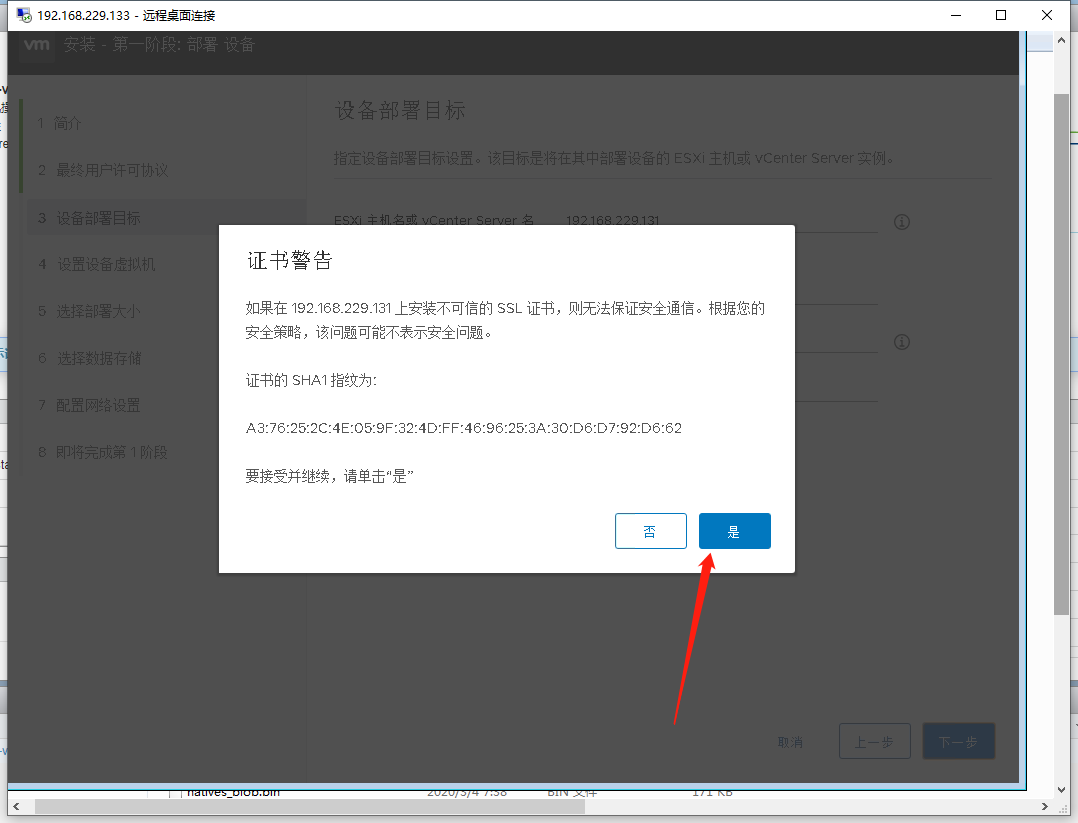 192.168.229.133 - 远程桌面连接
vm 安装 - 第一阶段: 部署 设备
1 简介
2 最终用户许可协议
3 设备部署目标
4 设置设备虚拟机
5 选择部署大小
6 选择数据存储
7 配置网络设置
8 即将完成第 1 阶段
设备部署目标
指定设备部署目标设置。该目标是将在其中部署设备的 ESXi 主机或 vCenter Server 实例。
ESXi 主机名或 vCenter Server 名 192.168.229.131
证书警告
如果在 192.168.229.131 上安装不可信的 SSL 证书，则无法保证安全通信。根据您的
安全策略，该问题可能不表示安全问题。
证书的 SHA1 指纹为:
A3:76:25:2C:4E:05:9F:32:4D:FF:46:96:25:3A:30:D6:D7:92:D6:62
要接受并继续，请单击“是”
否 是
取消 上一步 下一步
natives_blob.bin 2020/3/4 7:38 BIN 文件 171 KB